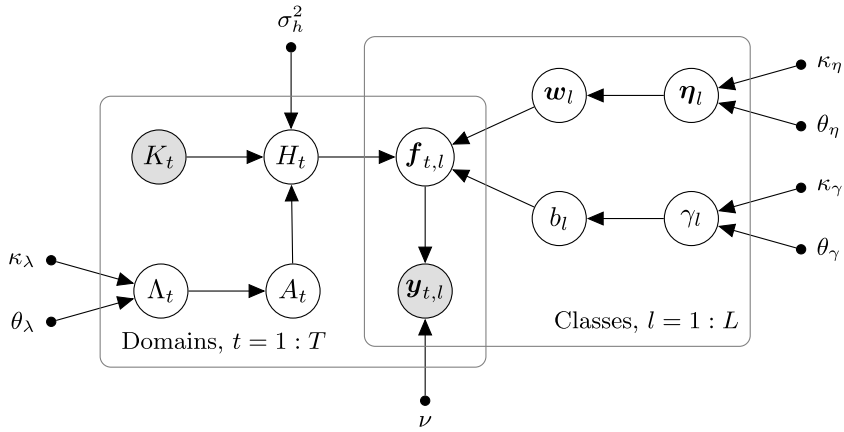 σ_h^2
κ_η
w_l
η_l
θ_η
K_t
H_t
f_{t,l}
κ_γ
b_l
γ_l
θ_γ
κ_λ
Λ_t
A_t
y_{t,l}
θ_λ
Classes, l = 1 : L
Domains, t = 1 : T
ν